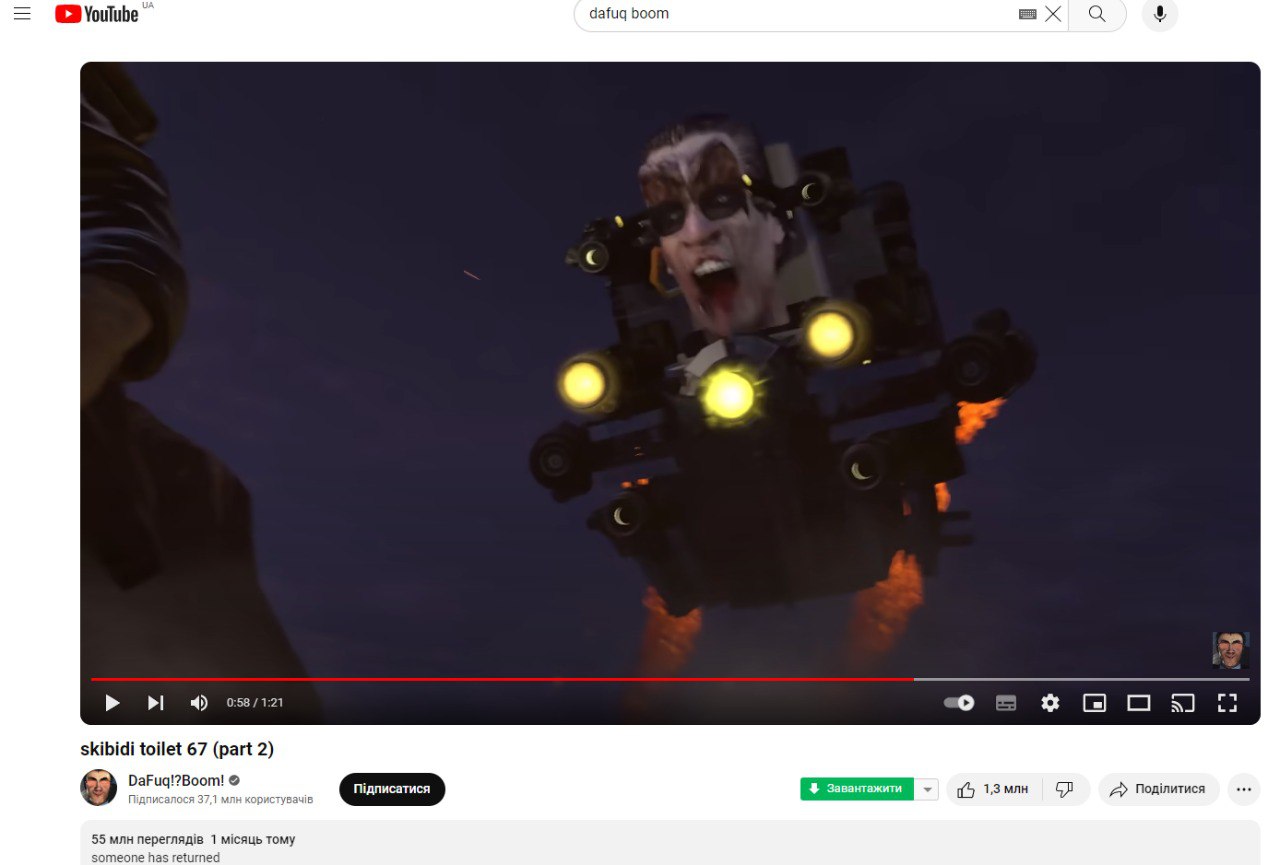 YouTube UA
dafuq boom
0:58 / 1:21
skibidi toilet 67 (part 2)
DaFuq!?Boom!
Підписалося 37,1 млн користувачів
Підписатися
Завантажити
1,3 млн
Поділитися
55 млн переглядів 1 місяць тому
someone has returned